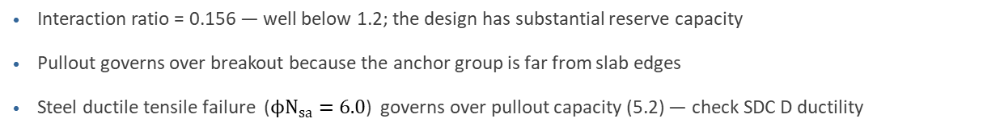 • Interaction ratio = 0.156 — well below 1.2; the design has substantial reserve capacity
• Pullout governs over breakout because the anchor group is far from slab edges
• Steel ductile tensile failure (ϕNsa = 6.0) governs over pullout capacity (5.2) — check SDC D ductility